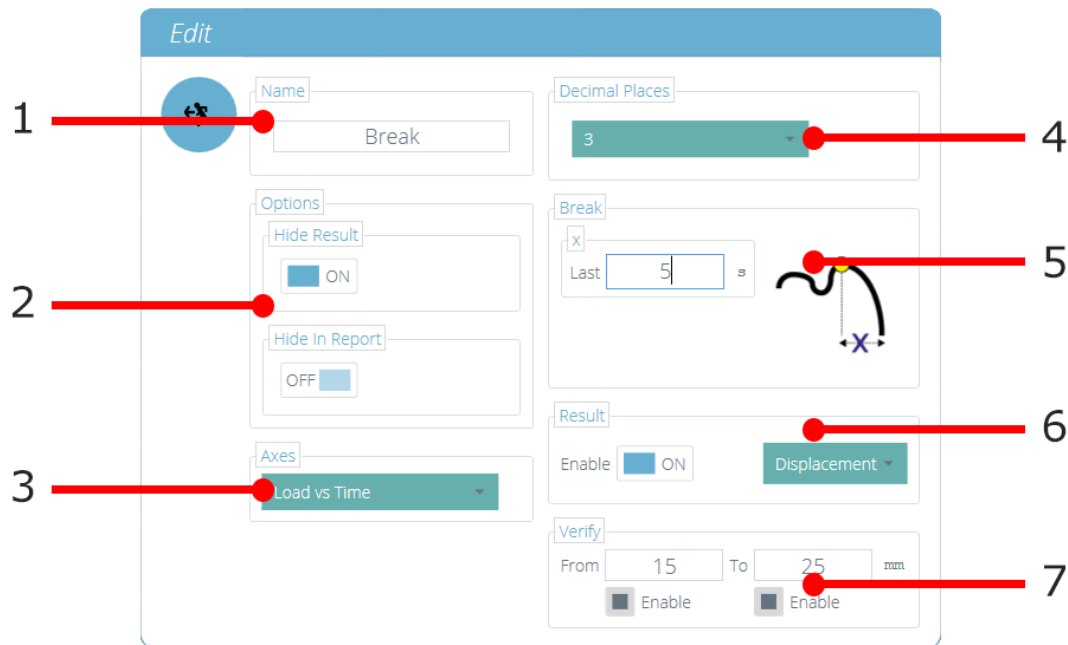 Edit
Name
Break
1
Decimal Places
3
4
Options
Hide Result
ON
2
Hide In Report
OFF
Break
x
Last 5 s
X
5
Axes
Load vs Time
3
Result
Enable ON Displacement
6
Verify
From 15 To 25 mm
Enable Enable
7